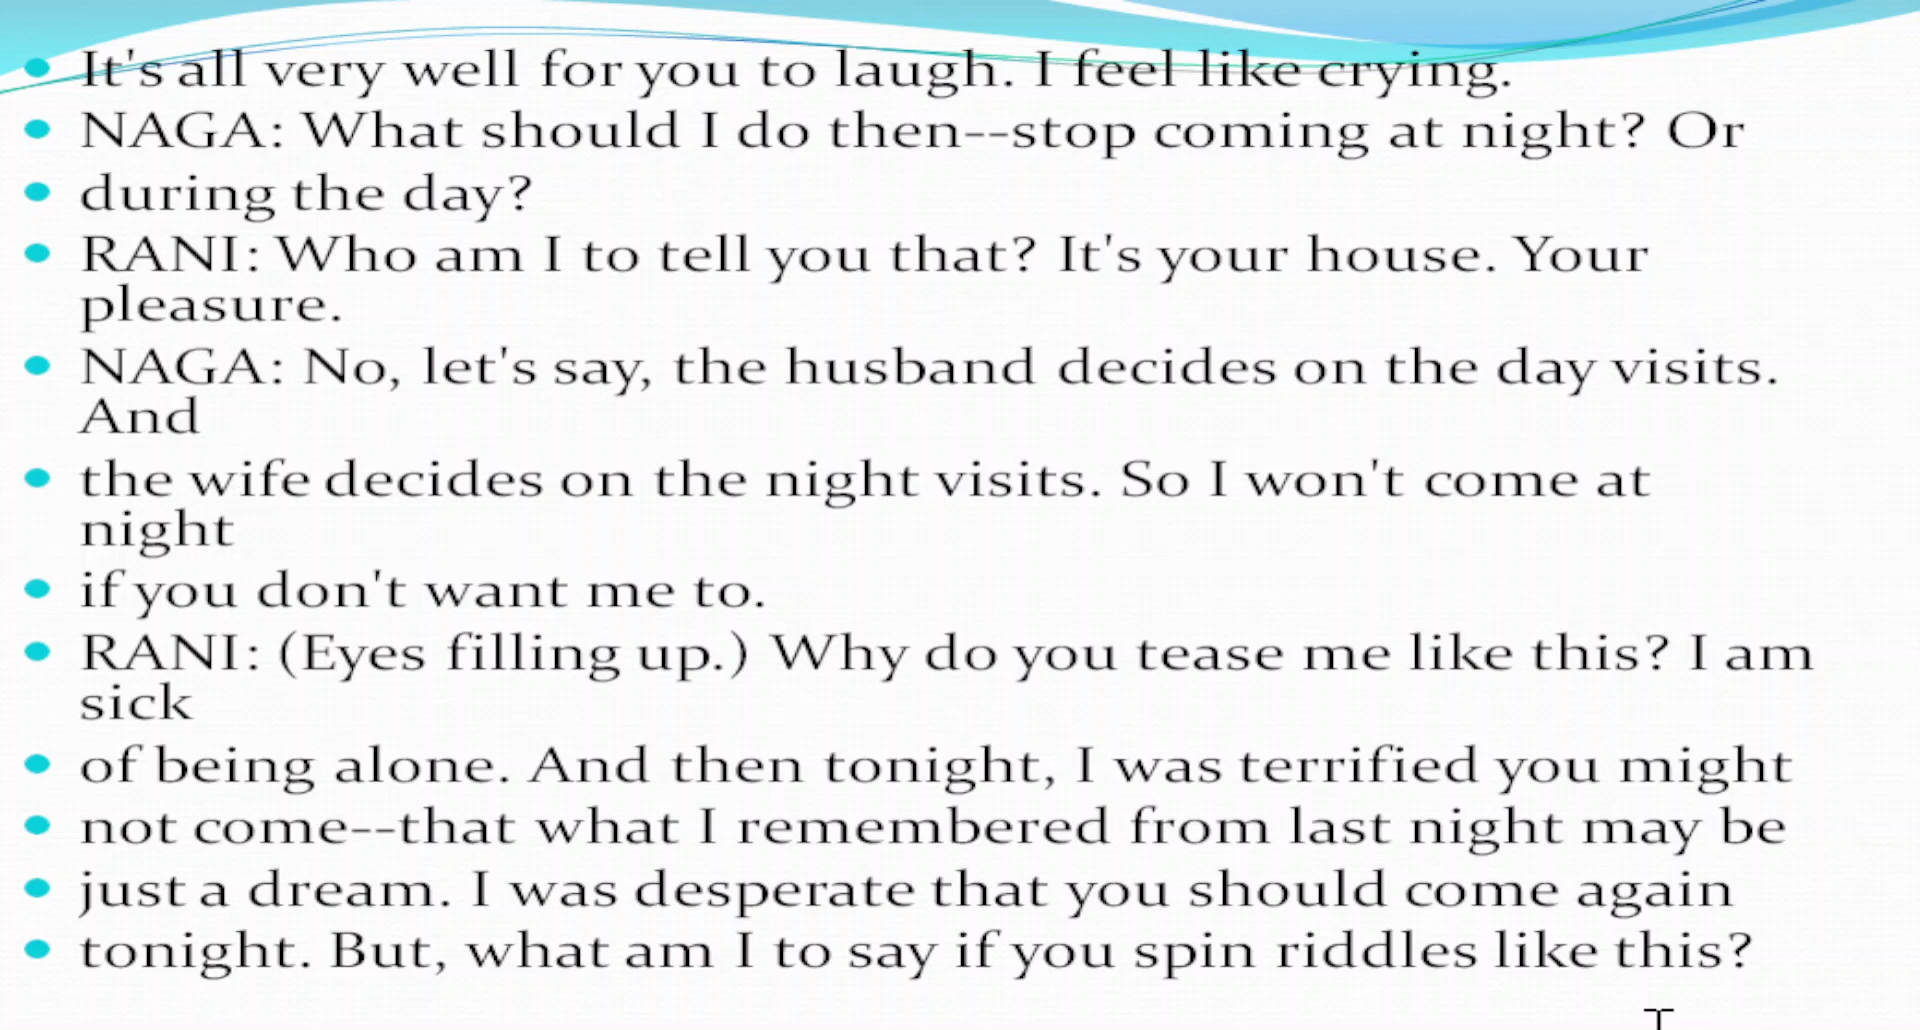 It's all very well for you to laugh. I feel like crying.
NAGA: What should I do then--stop coming at night? Or
during the day?
RANI: Who am I to tell you that? It's your house. Your
pleasure.
NAGA: No, let's say, the husband decides on the day visits.
And
the wife decides on the night visits. So I won't come at
night
if you don't want me to.
RANI: (Eyes filling up.) Why do you tease me like this? I am
sick
of being alone. And then tonight, I was terrified you might
not come--that what I remembered from last night may be
just a dream. I was desperate that you should come again
tonight. But, what am I to say if you spin riddles like this?